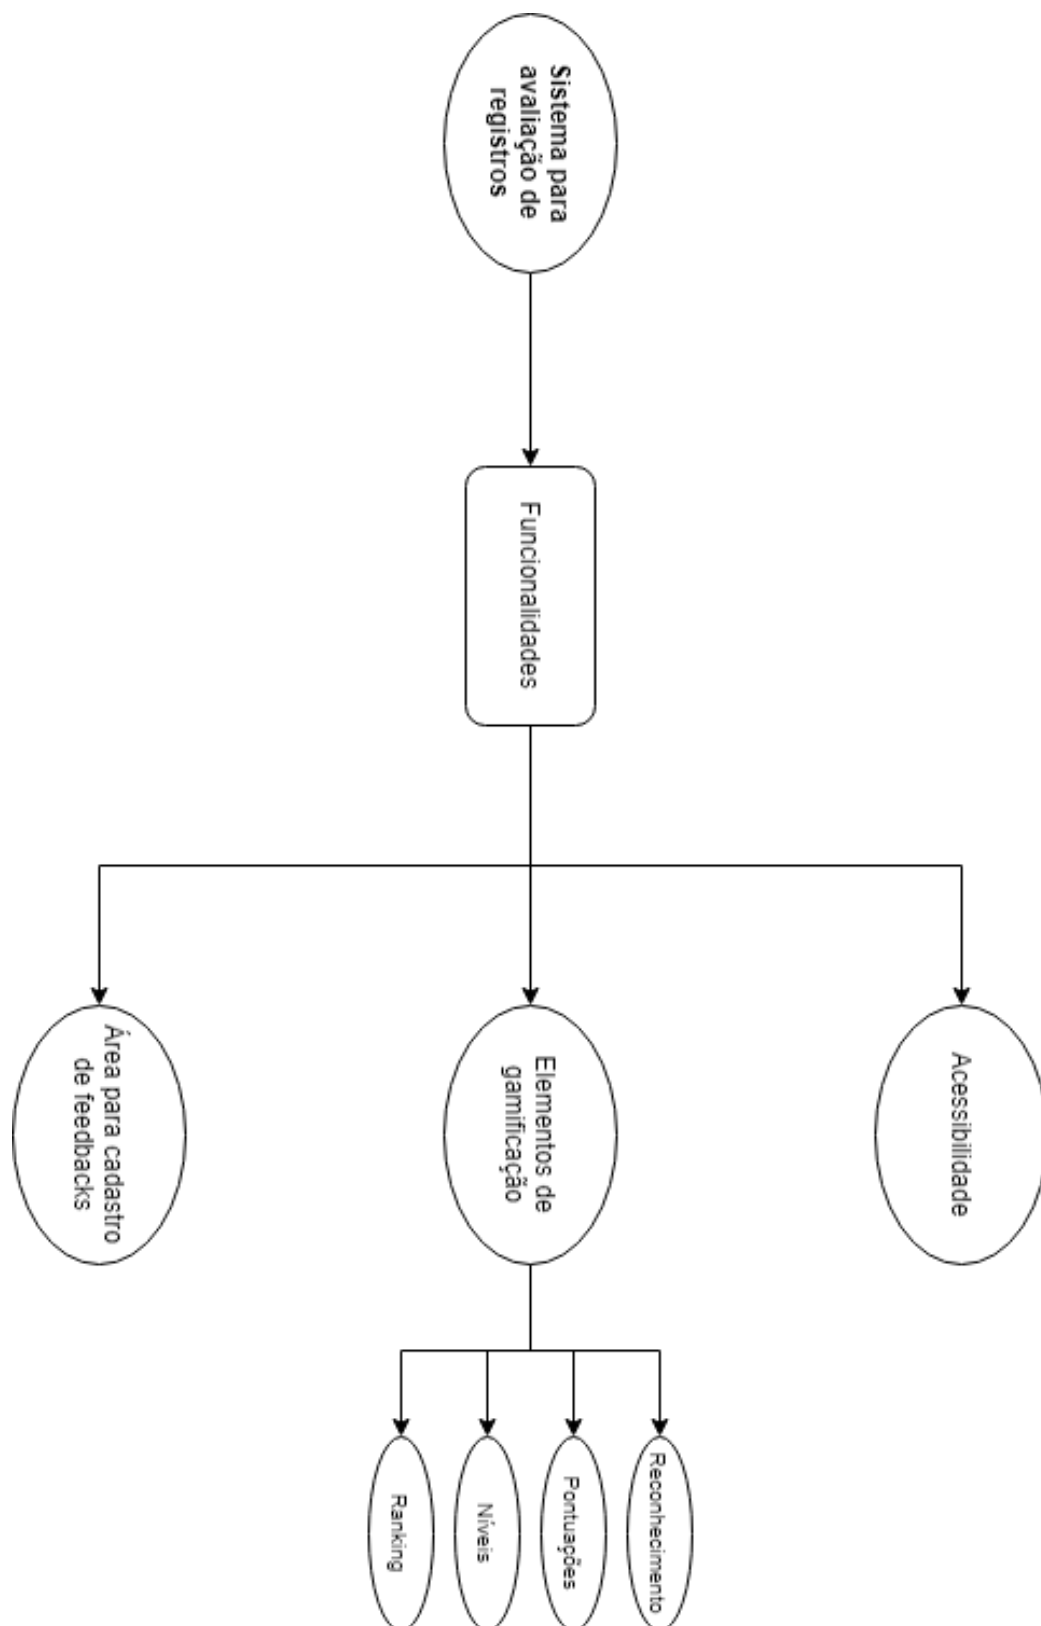 Sistema para
avaliação de
registros
Funcionalidades
Acessibilidade
Elementos de
gamificação
Área para cadastro
de feedbacks
Reconhecimento
Pontuações
Níveis
Ranking